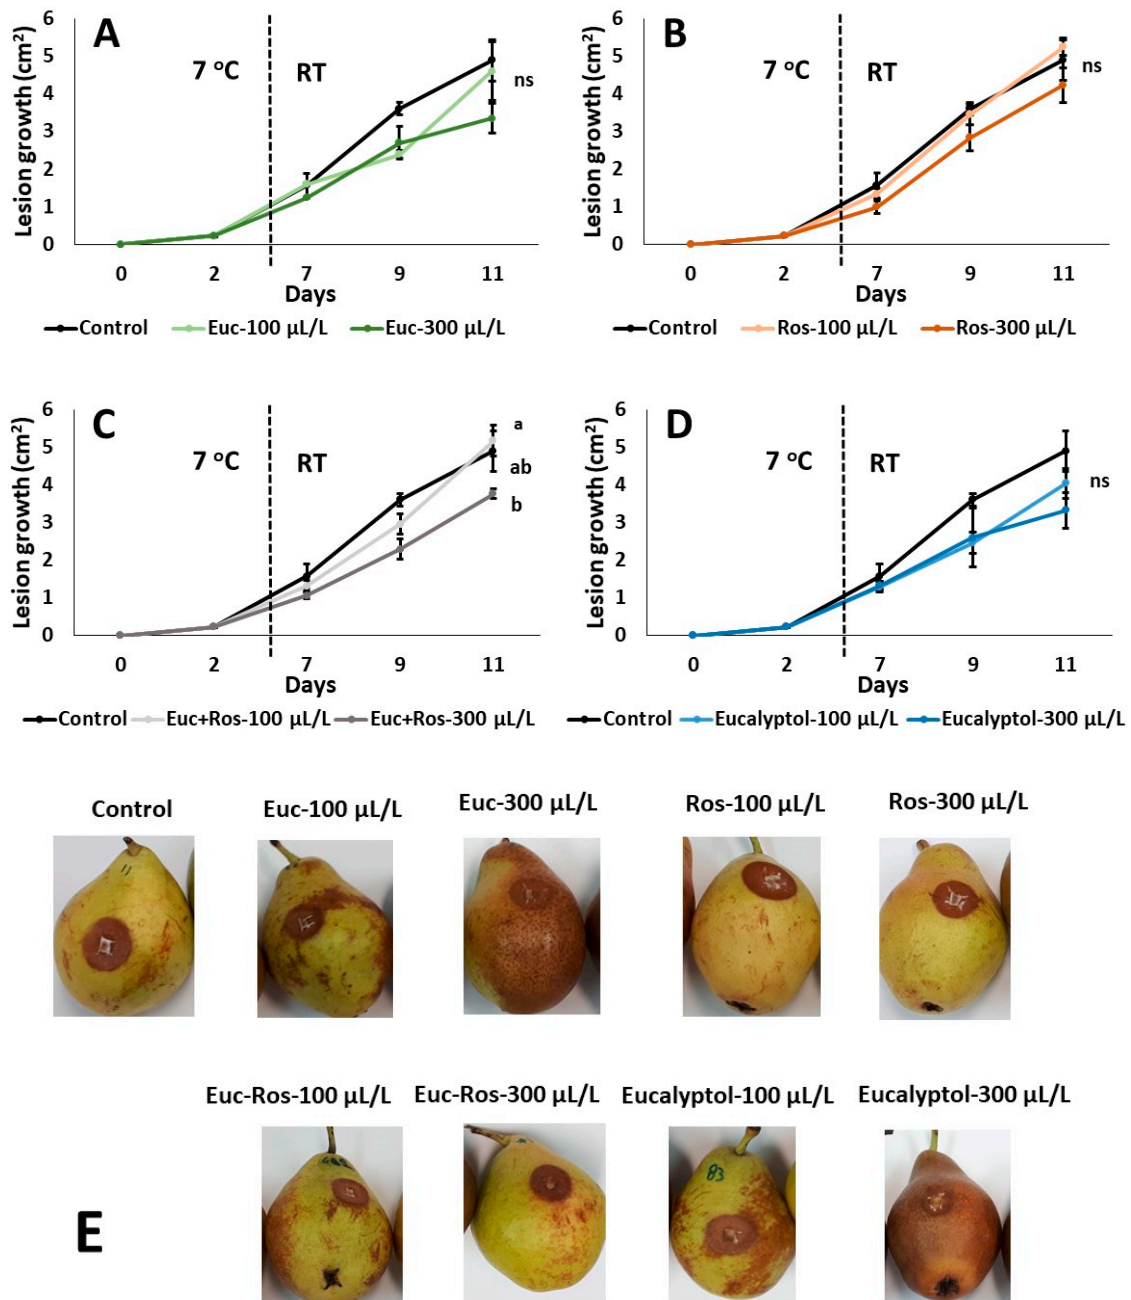 A
7 °C
RT
ns
Lesion growth (cm²)
6
5
4
3
2
1
0
0 2 7 9 11
Days
Control Euc-100 µL/L Euc-300 µL/L
B
7 °C
RT
ns
Lesion growth (cm²)
6
5
4
3
2
1
0
0 2 7 9 11
Days
Control Ros-100 µL/L Ros-300 µL/L
C
7 °C
RT
a
ab
b
Lesion growth (cm²)
6
5
4
3
2
1
0
0 2 7 9 11
Days
Control Euc+Ros-100 µL/L Euc+Ros-300 µL/L
D
7 °C
RT
ns
Lesion growth (cm²)
6
5
4
3
2
1
0
0 2 7 9 11
Days
Control Eucalyptol-100 µL/L Eucalyptol-300 µL/L
Control Euc-100 µL/L Euc-300 µL/L Ros-100 µL/L Ros-300 µL/L
11
Euc-Ros-100 µL/L Euc-Ros-300 µL/L Eucalyptol-100 µL/L Eucalyptol-300 µL/L
83
E